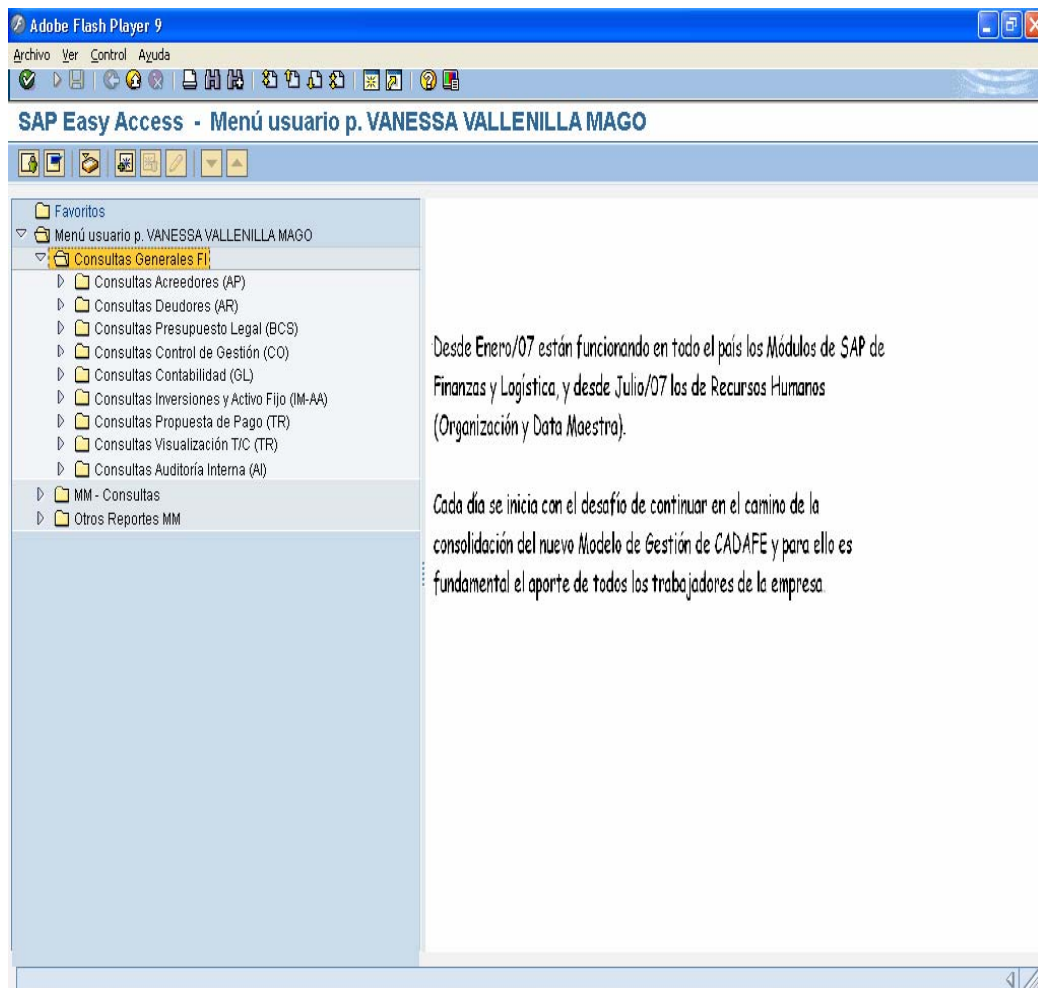 Adobe Flash Player 9
Archivo Ver Control Ayuda
SAP Easy Access - Menú usuario p. VANESSA VALLENILLA MAGO
Favoritos
Menú usuario p. VANESSA VALLENILLA MAGO
Consultas Generales FI
Consultas Acreedores (AP)
Consultas Deudores (AR)
Consultas Presupuesto Legal (BCS)
Consultas Control de Gestión (CO)
Consultas Contabilidad (GL)
Consultas Inversiones y Activo Fijo (IM-AA)
Consultas Propuesta de Pago (TR)
Consultas Visualización T/C (TR)
Consultas Auditoría Interna (AI)
MM - Consultas
Otros Reportes MM
Desde Enero/07 están funcionando en todo el país los Módulos de SAP de
Finanzas y Logística, y desde Julio/07 los de Recursos Humanos
(Organización y Data Maestra).
Cada día se inicia con el desafío de continuar en el camino de la
consolidación del nuevo Modelo de Gestión de CADAFE y para ello es
fundamental el aporte de todos los trabajadores de la empresa.